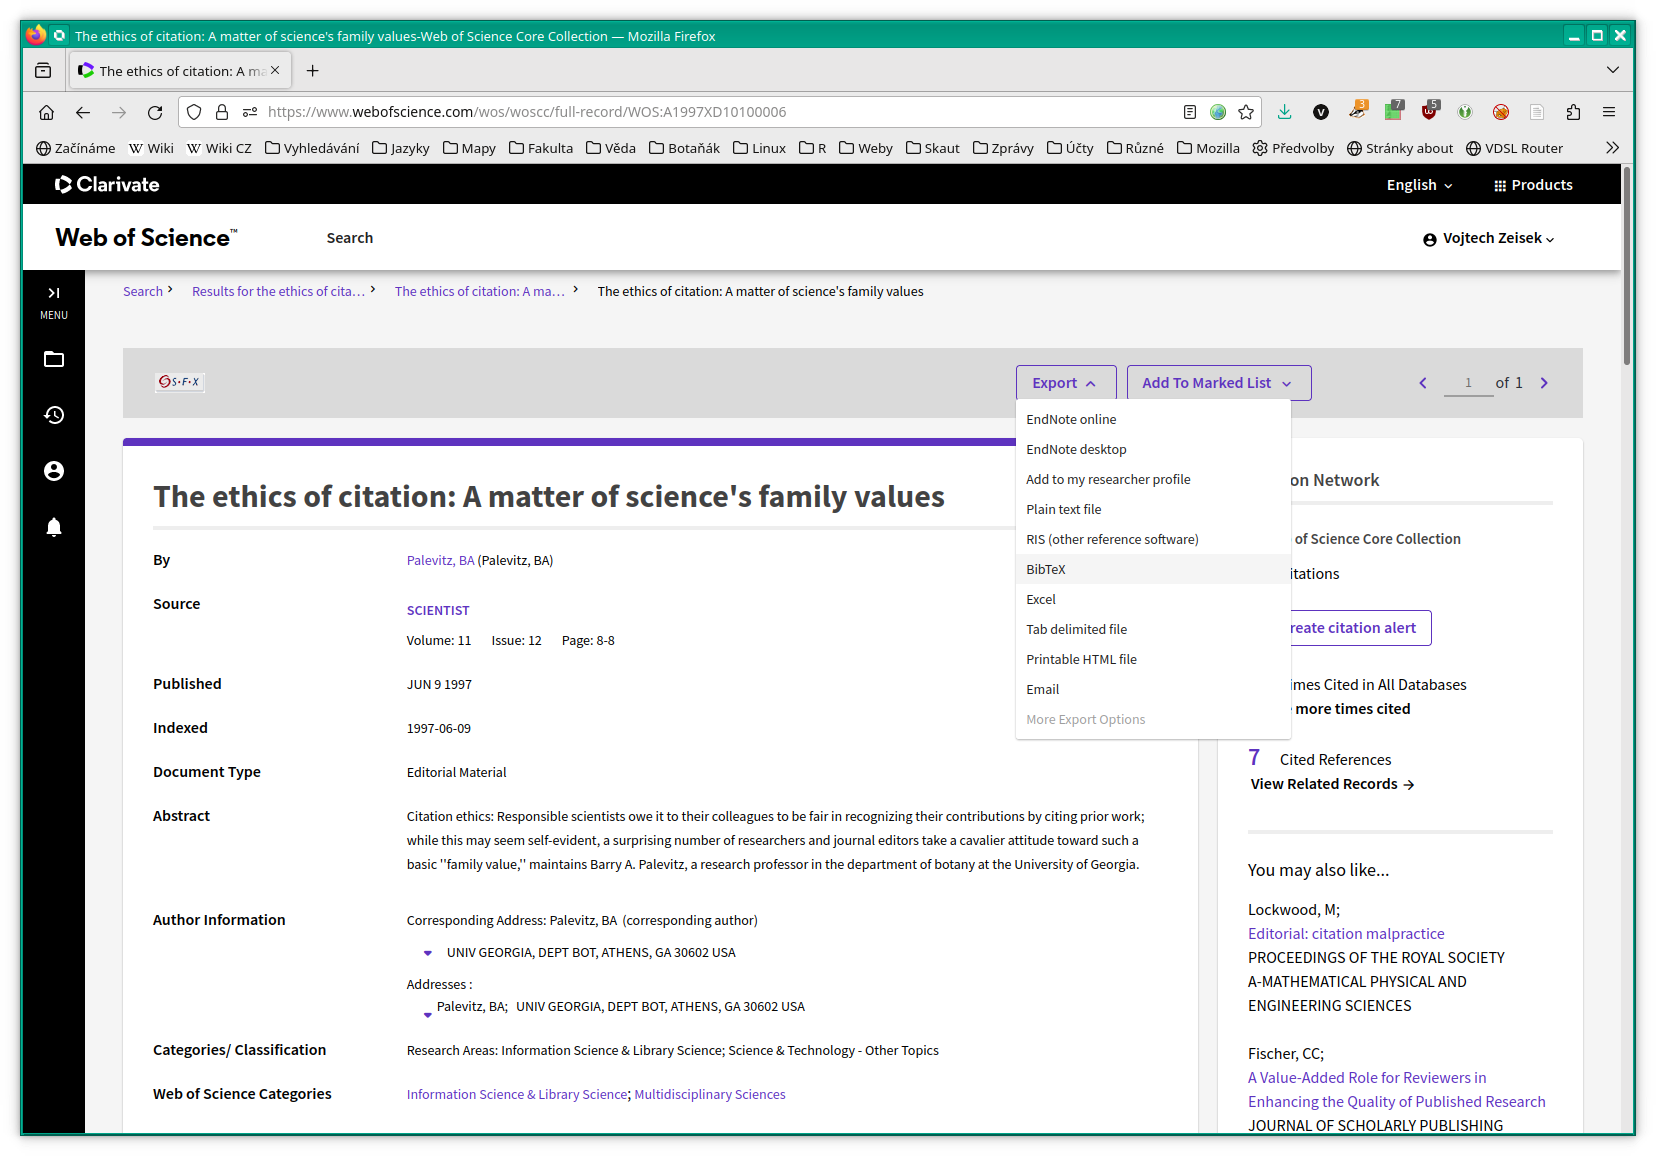 The ethics of citation: A matter of science's family values-Web of Science Core Collection — Mozilla Firefox
The ethics of citation: A ma
https://www.webofscience.com/wos/woscc/full-record/WOS:A1997XD10100006
3
7
5
Začínáme Wiki Wiki CZ Vyhledávání Jazyky Mapy Fakulta Věda Botaňák Linux R Weby Skaut Zprávy Účty Různé Mozilla Předvolby Stránky about VDSL Router
Clarivate
English
Products
Web of Science™
Search
Vojtech Zeisek
MENU
Search > Results for the ethics of cita... > The ethics of citation: A ma... > The ethics of citation: A matter of science's family values
S·F·X
Export
Add To Marked List
1 of 1
EndNote online
EndNote desktop
Add to my researcher profile
Plain text file
RIS (other reference software)
BibTeX
Excel
Tab delimited file
Printable HTML file
Email
More Export Options
The ethics of citation: A matter of science's family values
By
Palevitz, BA (Palevitz, BA)
Source
SCIENTIST
Volume: 11 Issue: 12 Page: 8-8
Published
JUN 9 1997
Indexed
1997-06-09
Document Type
Editorial Material
Abstract
Citation ethics: Responsible scientists owe it to their colleagues to be fair in recognizing their contributions by citing prior work;
while this may seem self-evident, a surprising number of researchers and journal editors take a cavalier attitude toward such a
basic ''family value,'' maintains Barry A. Palevitz, a research professor in the department of botany at the University of Georgia.
Author Information
Corresponding Address: Palevitz, BA (corresponding author)
UNIV GEORGIA, DEPT BOT, ATHENS, GA 30602 USA
Addresses :
Palevitz, BA; UNIV GEORGIA, DEPT BOT, ATHENS, GA 30602 USA
Categories/ Classification
Research Areas: Information Science & Library Science; Science & Technology - Other Topics
Web of Science Categories
Information Science & Library Science; Multidisciplinary Sciences
on Network
of Science Core Collection
itations
reate citation alert
imes Cited in All Databases
more times cited
7 Cited References
View Related Records
You may also like...
Lockwood, M;
Editorial: citation malpractice
PROCEEDINGS OF THE ROYAL SOCIETY
A-MATHEMATICAL PHYSICAL AND
ENGINEERING SCIENCES
Fischer, CC;
A Value-Added Role for Reviewers in
Enhancing the Quality of Published Research
JOURNAL OF SCHOLARLY PUBLISHING